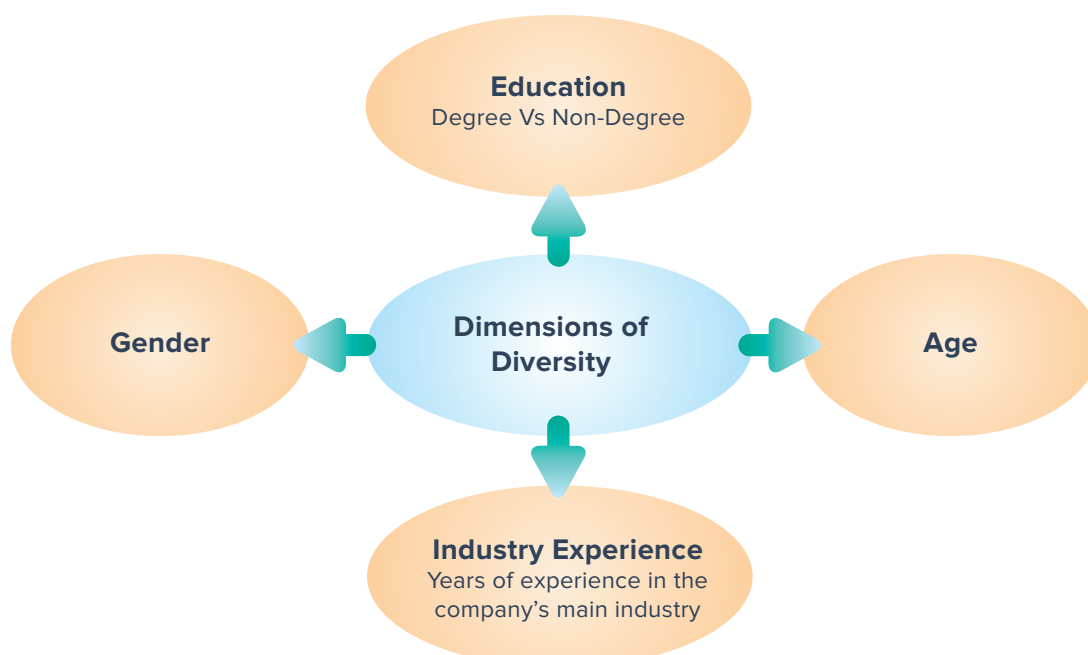 Education
Degree Vs Non-Degree
Gender
Dimensions of
Diversity
Age
Industry Experience
Years of experience in the
company’s main industry